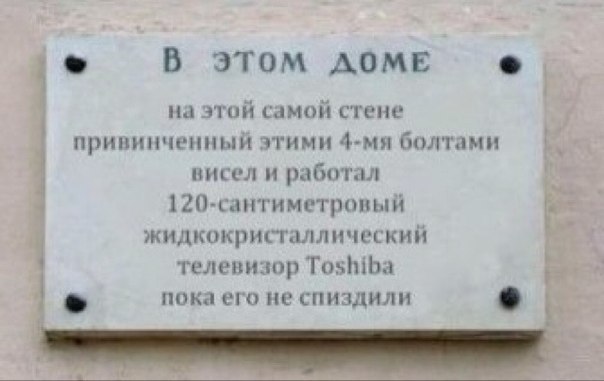 В ЭТОМ ДОМЕ
на этой самой стене
привинченный этими 4-мя болтами
висел и работал
120-сантиметровый
жидкокристаллический
телевизор Toshiba
пока его не спиздили